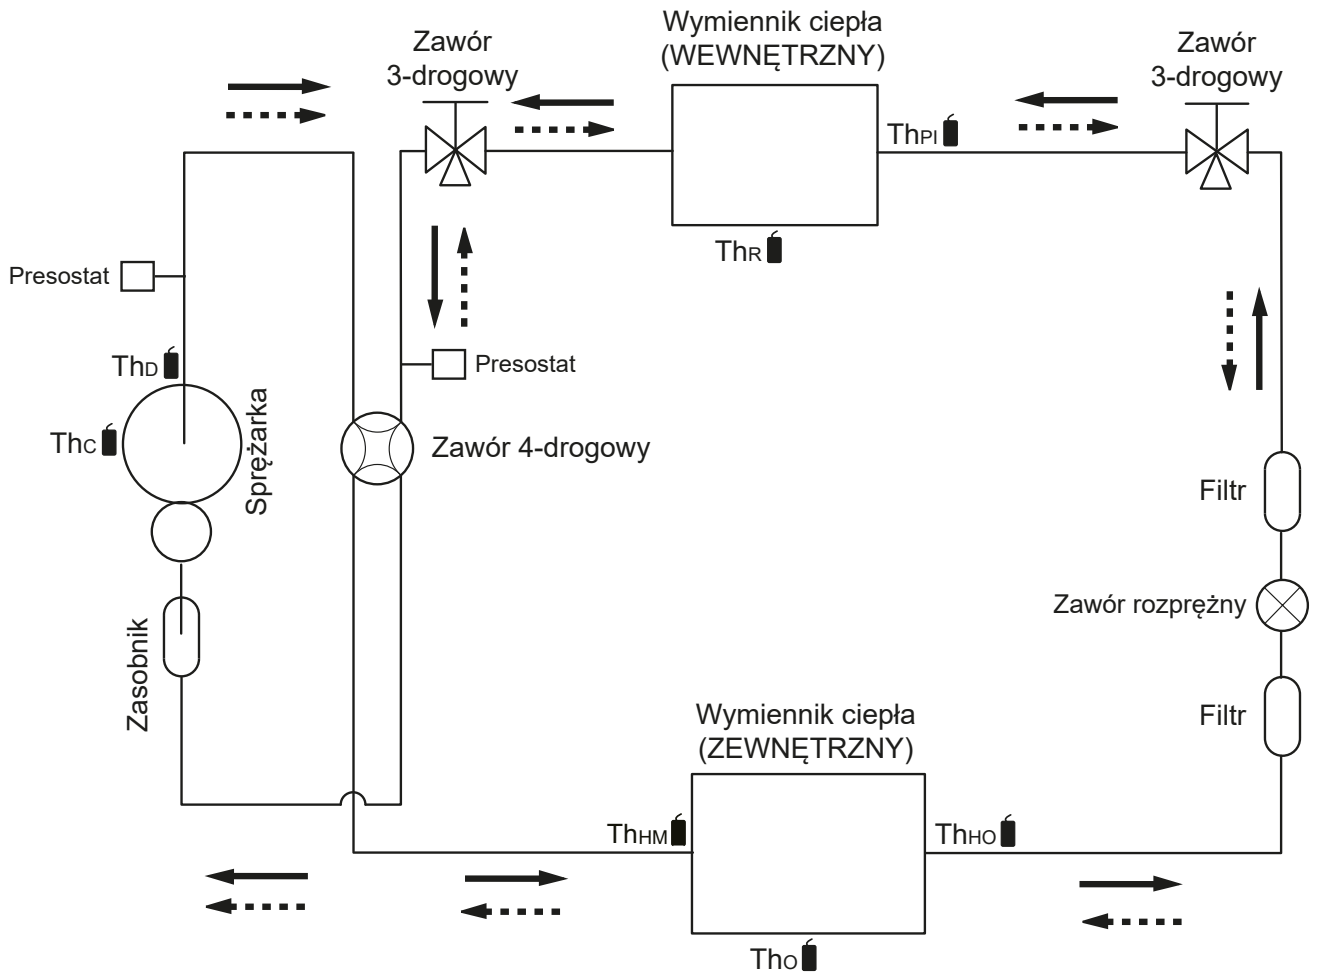 Wymiennik ciepła
(WEWNĘTRZNY)
Zawór
3-drogowy
Zawór
3-drogowy
ThPI
ThR
Presostat
ThD
Presostat
ThC
Sprężarka
Zawór 4-drogowy
Filtr
Zawór rozprężny
Zasobnik
Wymiennik ciepła
(ZEWNĘTRZNY)
Filtr
ThHM
ThHO
ThO